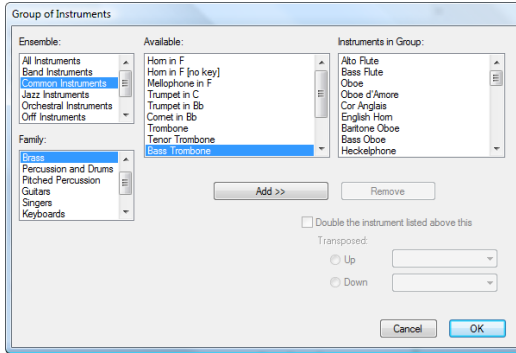 Group of Instruments
Ensemble:
All Instruments
Band Instruments
Common Instruments
Jazz Instruments
Orchestral Instruments
Orff Instruments
Family:
Brass
Percussion and Drums
Pitched Percussion
Guitars
Singers
Keyboards
Available:
Horn in F
Horn in F [no key]
Mellophone in F
Trumpet in C
Trumpet in Bb
Cornet in Bb
Trombone
Tenor Trombone
Bass Trombone
Instruments in Group:
Alto Flute
Bass Flute
Oboe
Oboe d'Amore
Cor Anglais
English Horn
Baritone Oboe
Bass Oboe
Heckelphone
Add >>
Remove
Double the instrument listed above this
Transposed:
Up
Down
Cancel
OK